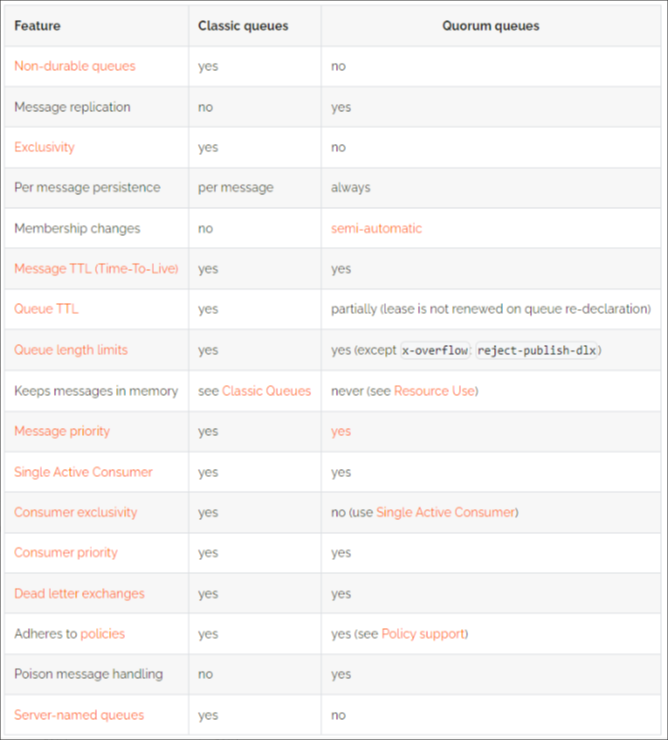 Feature Classic queues Quorum queues
Non-durable queues yes no
Message replication no yes
Exclusivity yes no
Per message persistence per message always
Membership changes no semi-automatic
Message TTL (Time-To-Live) yes yes
Queue TTL yes partially (lease is not renewed on queue re-declaration)
Queue length limits yes yes (except x-overflow: reject-publish-dlx)
Keeps messages in memory see Classic Queues never (see Resource Use)
Message priority yes yes
Single Active Consumer yes yes
Consumer exclusivity yes no (use Single Active Consumer)
Consumer priority yes yes
Dead letter exchanges yes yes
Adheres to policies yes yes (see Policy support)
Poison message handling no yes
Server-named queues yes no